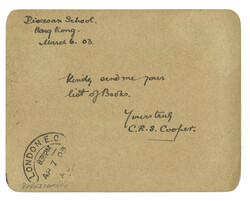 Diocesan School.
Hong Kong.
March 6. 03.
Kindly send me your
list of Books.
Yours truly
C.R.S. Cooper.
LONDON E.C.
AP 7 03